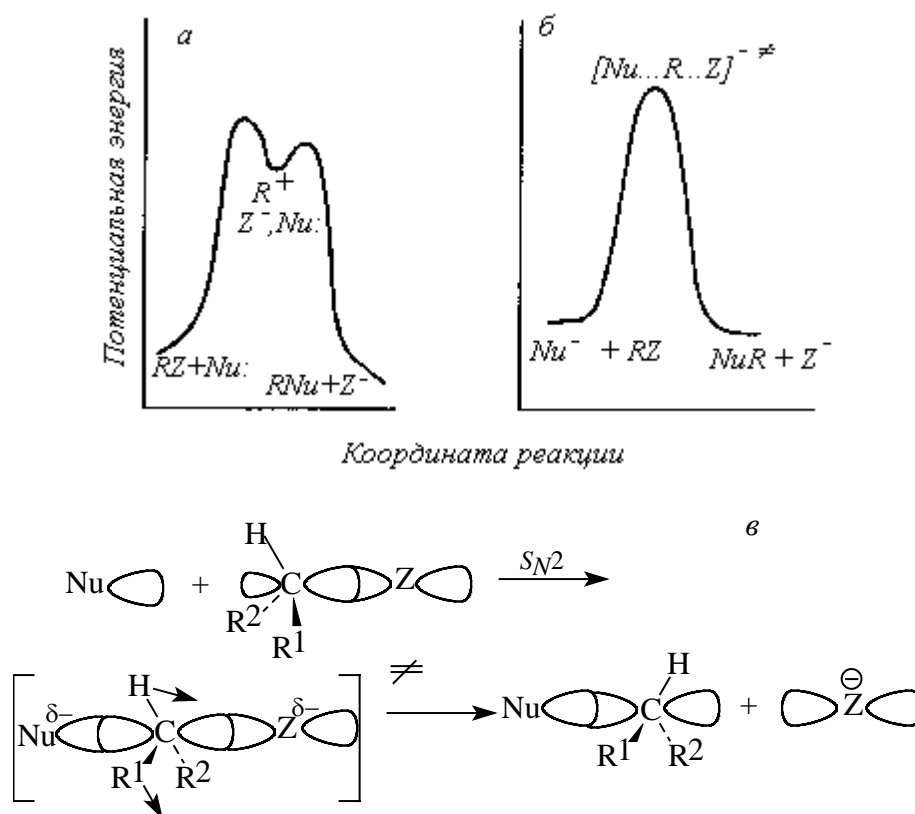 а
Потенциальная энергия
R⁺
Z⁻,Nu:
RZ+Nu:
RNu+Z⁻
б
[Nu...R...Z]⁻ ≠
Nu⁻ + RZ
NuR + Z⁻
Координата реакции
в
H
Nu + C Z SN2
R2
R1
H ≠
Nu δ– C Z δ–
R1 R2
H
Nu C + Z ⊖
R1 R2